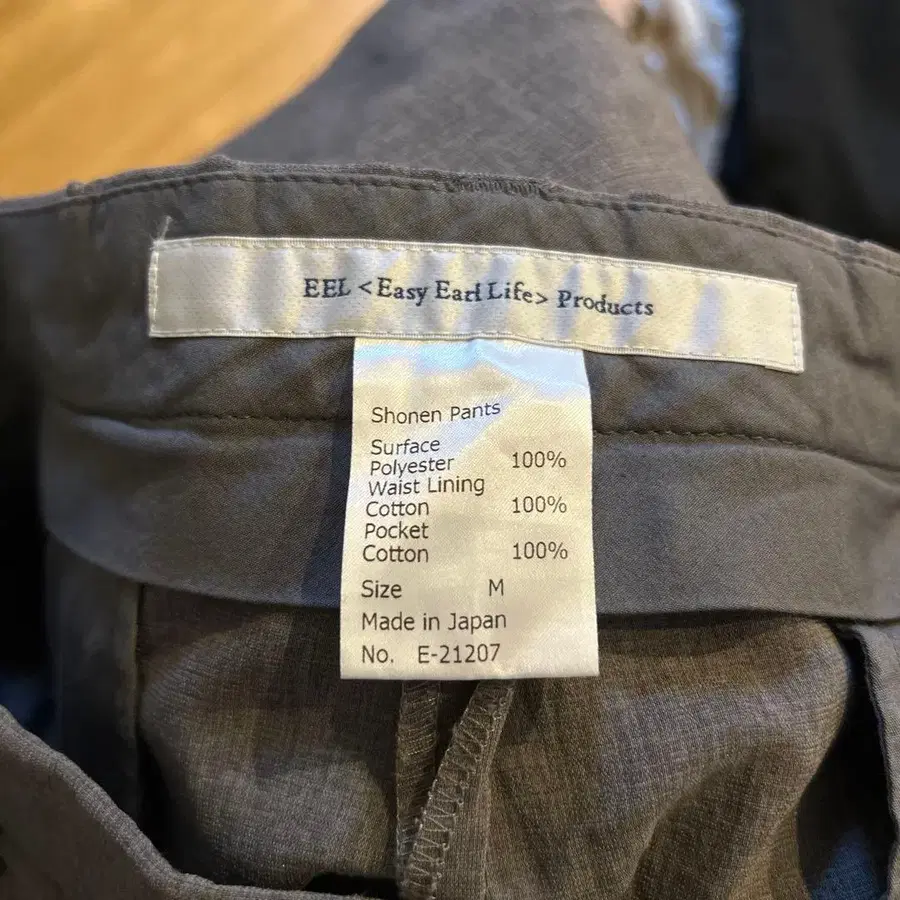 EEL <Easy Earl Life> Products
Shonen Pants
Surface
Polyester 100%
Waist Lining
Cotton 100%
Pocket
Cotton 100%
Size M
Made in Japan
No. E-21207